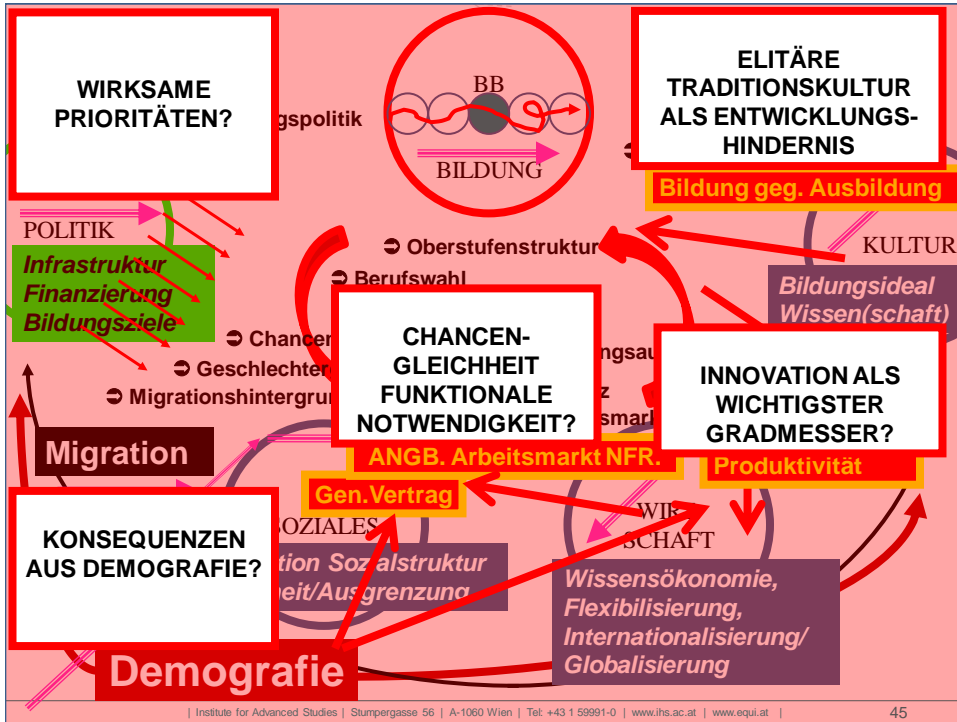 WIRKSAME
PRIORITÄTEN?
gspolitik
BB
BILDUNG
ELITÄRE
TRADITIONSKULTUR
ALS ENTWICKLUNGS-
HINDERNIS
Bildung geg. Ausbildung
POLITIK
Infrastruktur
Finanzierung
Bildungsziele
➲ Oberstufenstruktur
➲ Berufswahl
KULTUR
Bildungsideal
Wissen(schaft)
➲ Chancen
➲ Geschlechter
➲ Migrationshintergru
CHANCEN-
GLEICHHEIT
FUNKTIONALE
NOTWENDIGKEIT?
ngsau
z
smark
INNOVATION ALS
WICHTIGSTER
GRADMESSER?
Migration
ANGB. Arbeitsmarkt NFR.
Produktivität
Gen.Vertrag
KONSEQUENZEN
AUS DEMOGRAFIE?
SOZIALES
tion Sozialstruktur
heit/Ausgrenzung
WIRT
SCHAFT
Wissensökonomie,
Flexibilisierung,
Internationalisierung/
Globalisierung
Demografie
| Institute for Advanced Studies | Stumpergasse 56 | A-1060 Wien | Tel: +43 1 59991-0 | www.ihs.ac.at | www.equi.at |
45